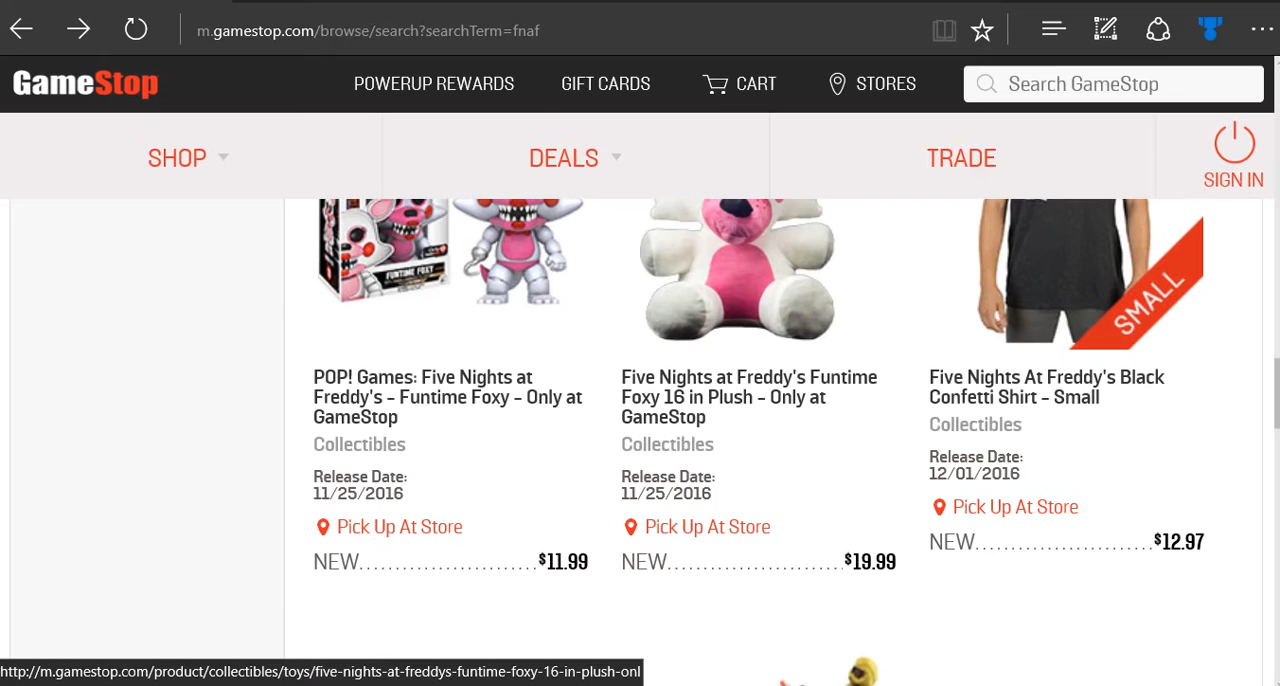 m.gamestop.com/browse/search?searchTerm=fnaf
GameStop
POWERUP REWARDS
GIFT CARDS
CART
STORES
Search GameStop
SHOP
DEALS
TRADE
SIGN IN
FUNTIME FOXY
SMALL
POP! Games: Five Nights at
Freddy's - Funtime Foxy - Only at
GameStop
Collectibles
Release Date:
11/25/2016
Pick Up At Store
NEW..........................$11.99
Five Nights at Freddy's Funtime
Foxy 16 in Plush - Only at
GameStop
Collectibles
Release Date:
11/25/2016
Pick Up At Store
NEW..........................$19.99
Five Nights At Freddy's Black
Confetti Shirt - Small
Collectibles
Release Date:
12/01/2016
Pick Up At Store
NEW..........................$12.97
http://m.gamestop.com/product/collectibles/toys/five-nights-at-freddys-funtime-foxy-16-in-plush-onl